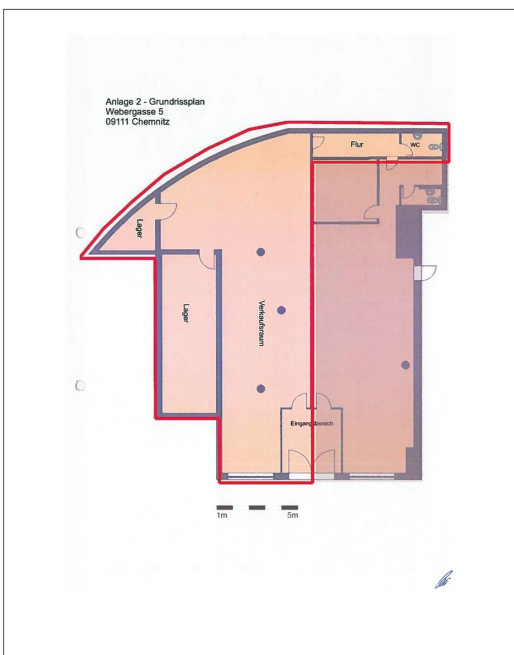 Anlage 2 - Grundrissplan
Webergasse 5
09111 Chemnitz
Flur
WC
Lager
Lager
Verkaufsraum
Eingangsbereich
1m
5m